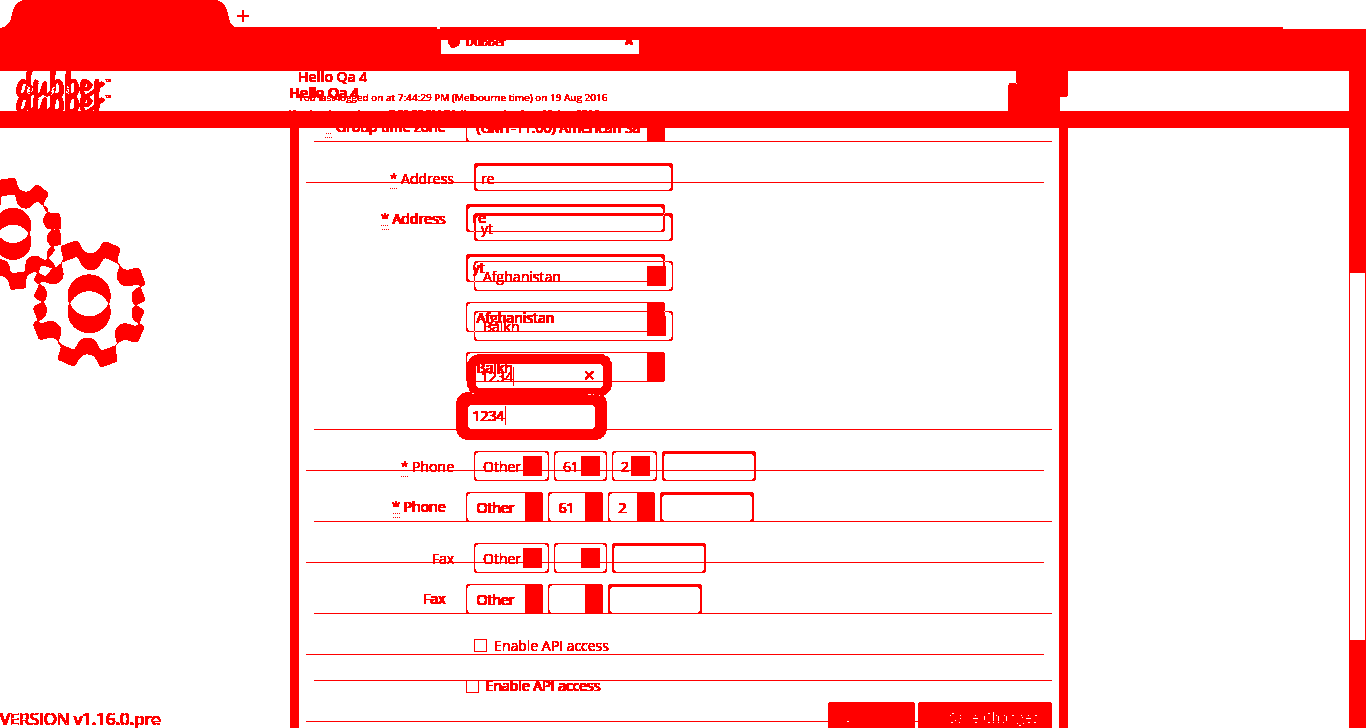 +
Dubber ×
dubber™
dubber™
Hello Qa 4
Hello Qa 4
You last logged on at 7:44:29 PM (Melbourne time) on 19 Aug 2016
Group time zone (GMT-11:00) American Sa
* Address re
* Address re
yt
yt
Afghanistan
Afghanistan
Balkh
Balkh
1234 ×
1234
* Phone Other 61 2
* Phone Other 61 2
Fax Other
Fax Other
Enable API access
Enable API access
VERSION v1.16.0.pre Save Changes